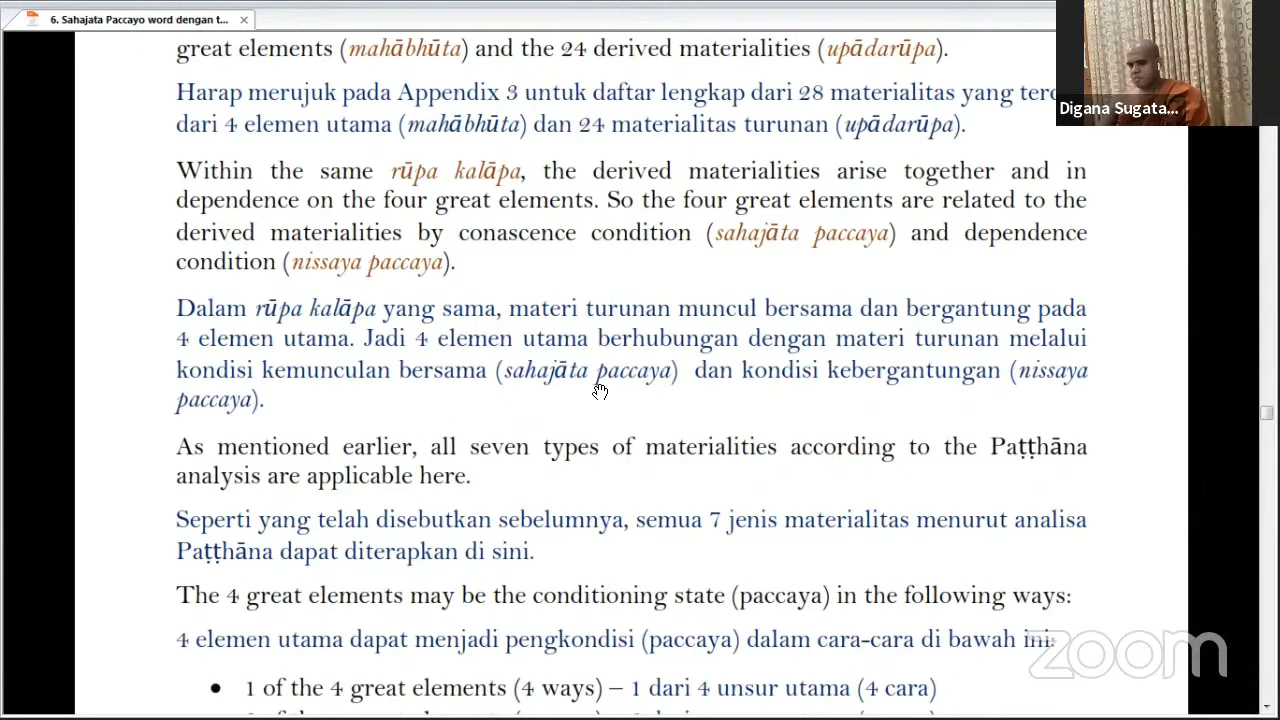 6. Sahajata Paccayo word dengan t...
great elements (mahābhūta) and the 24 derived materialities (upādarūpa).
Harap merujuk pada Appendix 3 untuk daftar lengkap dari 28 materialitas yang
dari 4 elemen utama (mahābhūta) dan 24 materialitas turunan (upādarūpa).
Digana Sugata...
Within the same rūpa kalāpa, the derived materialities arise together and in
dependence on the four great elements. So the four great elements are related to the
derived materialities by conascence condition (sahajāta paccaya) and dependence
condition (nissaya paccaya).
Dalam rūpa kalāpa yang sama, materi turunan muncul bersama dan bergantung pada
4 elemen utama. Jadi 4 elemen utama berhubungan dengan materi turunan melalui
kondisi kemunculan bersama (sahajāta paccaya) dan kondisi kebergantungan (nissaya
paccaya).
As mentioned earlier, all seven types of materialities according to the Paṭṭhāna
analysis are applicable here.
Seperti yang telah disebutkan sebelumnya, semua 7 jenis materialitas menurut analisa
Paṭṭhāna dapat diterapkan di sini.
The 4 great elements may be the conditioning state (paccaya) in the following ways:
4 elemen utama dapat menjadi pengkondisi (paccaya) dalam cara-cara di bawah ini:
zoom
• 1 of the 4 great elements (4 ways) – 1 dari 4 unsur utama (4 cara)